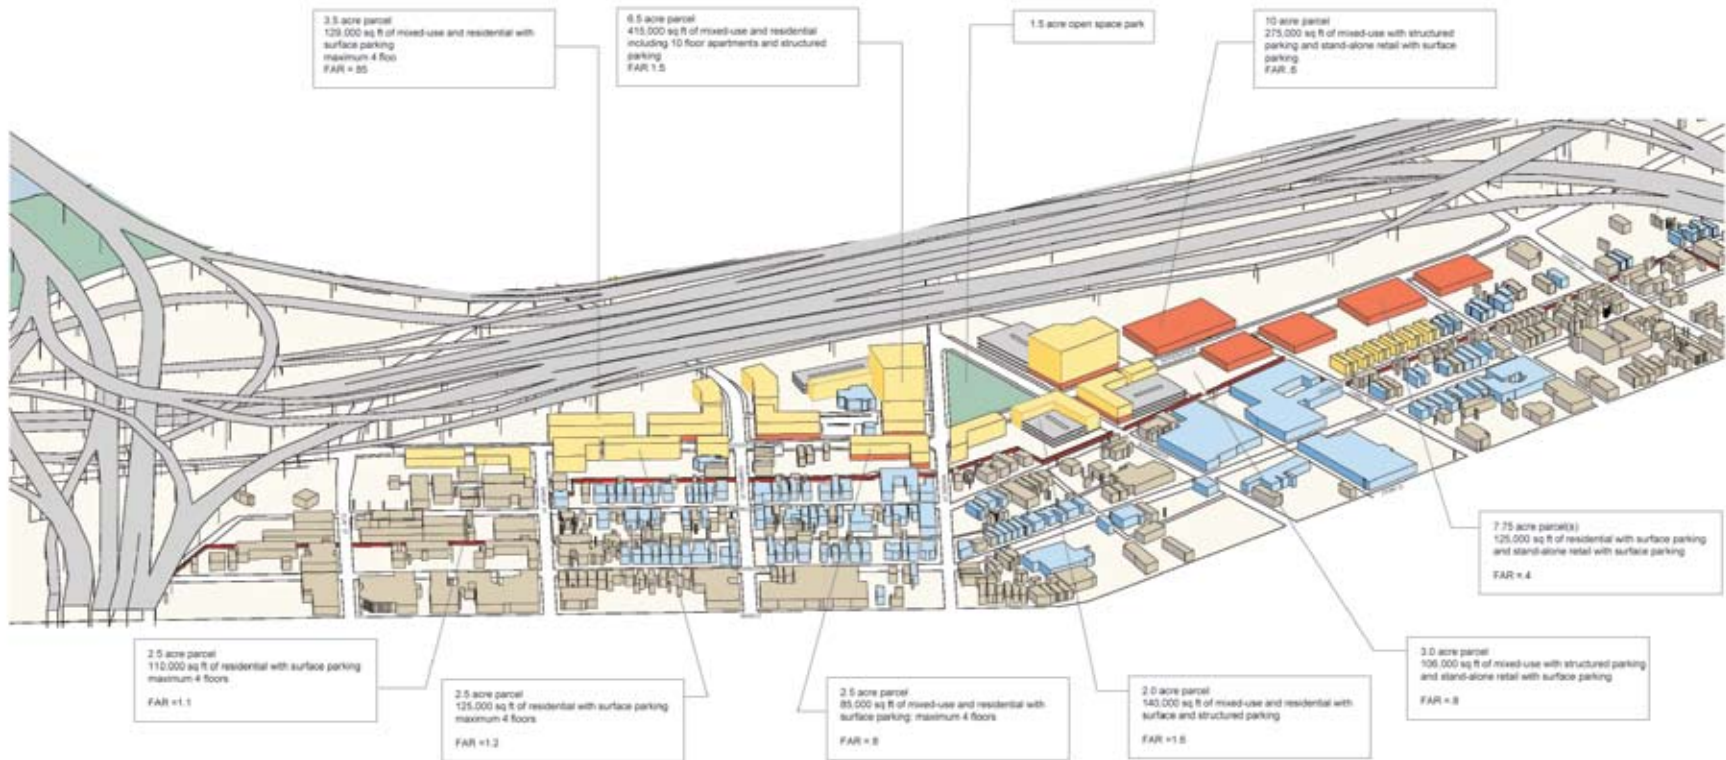 3.5 acre parcel
129,000 sq ft of mixed-use and residential with
surface parking
maximum 4 floo
FAR = 85
6.5 acre parcel
415,000 sq ft of mixed-use and residential
including 10 floor apartments and structured
parking
FAR 1.5
1.5 acre open space park
10 acre parcel
275,000 sq ft of mixed-use with structured
parking and stand-alone retail with surface
parking
FAR .6
7.75 acre parcel(s)
125,000 sq ft of residential with surface parking
and stand-alone retail with surface parking
FAR =.4
2.5 acre parcel
110,000 sq ft of residential with surface parking
maximum 4 floors
FAR =1.1
2.5 acre parcel
125,000 sq ft of residential with surface parking
maximum 4 floors
FAR =1.2
2.5 acre parcel
85,000 sq ft of mixed-use and residential with
surface parking: maximum 4 floors
FAR = 8
2.0 acre parcel
140,000 sq ft of mixed-use and residential with
surface and structured parking
FAR =1.6
3.0 acre parcel
106,000 sq ft of mixed-use with structured parking
and stand-alone retail with surface parking
FAR =.8